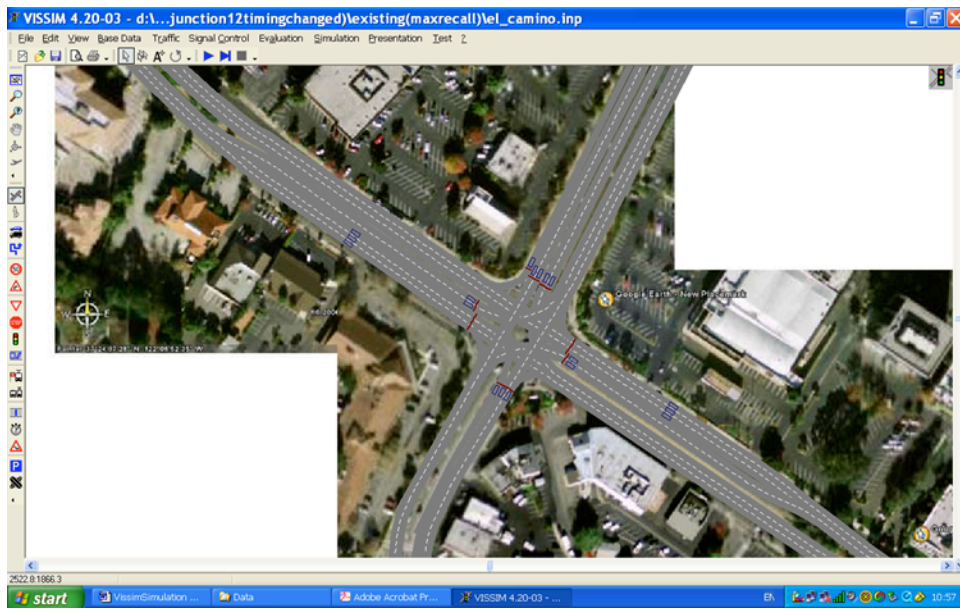 VISSIM 4.20-03 - d:\...junction12timingchanged)\existing(maxrecall)\el_camino.inp
File Edit View Base Data Traffic Signal Control Evaluation Simulation Presentation Test ?
N
W E
Google Earth - New Placemark
2522.8:1866.3
start VissimSimulation ... Data Adobe Acrobat Pr... VISSIM 4.20-03 - ... EN 10:57